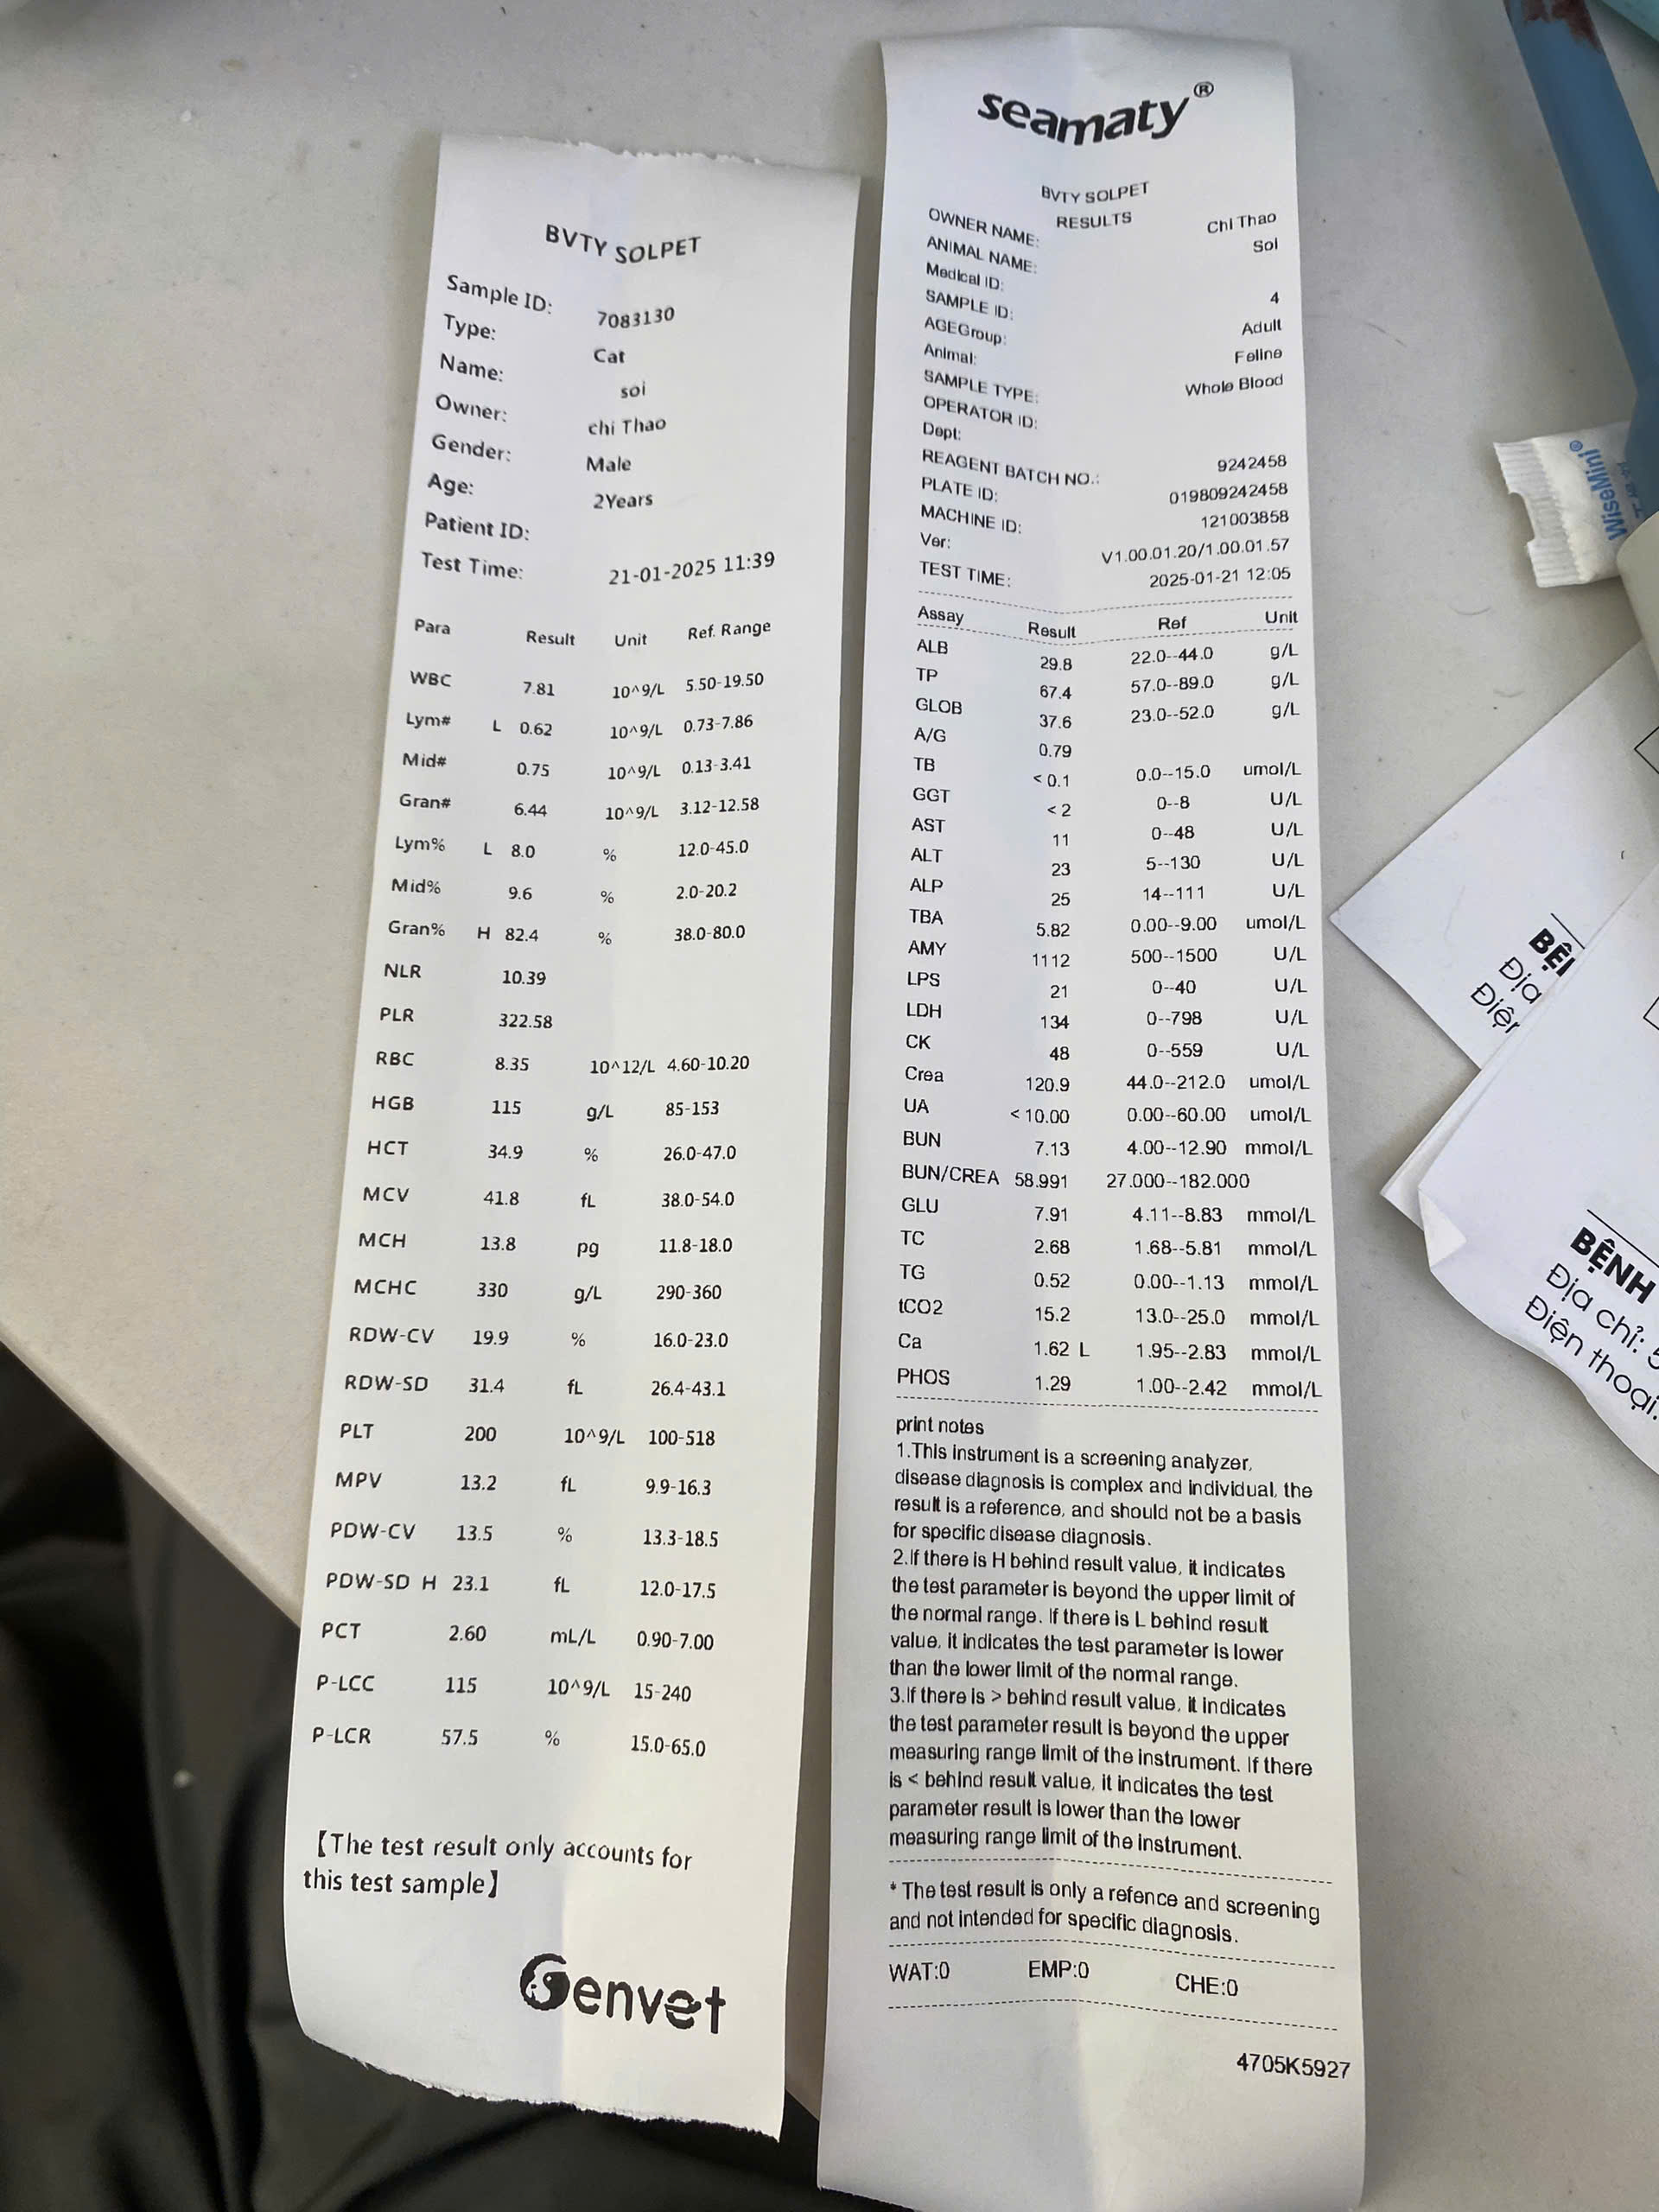 BVTY SOLPET
Sample ID: 7083130
Type: Cat
Name: soi
Owner: chi Thao
Gender: Male
Age: 2Years
Patient ID:
Test Time: 21-01-2025 11:39
Para Result Unit Ref. Range
WBC 7.81 10^9/L 5.50-19.50
Lym# L 0.62 10^9/L 0.73-7.86
Mid# 0.75 10^9/L 0.13-3.41
Gran# 6.44 10^9/L 3.12-12.58
Lym% L 8.0 % 12.0-45.0
Mid% 9.6 % 2.0-20.2
Gran% H 82.4 % 38.0-80.0
NLR 10.39
PLR 322.58
RBC 8.35 10^12/L 4.60-10.20
HGB 115 g/L 85-153
HCT 34.9 % 26.0-47.0
MCV 41.8 fL 38.0-54.0
MCH 13.8 pg 11.8-18.0
MCHC 330 g/L 290-360
RDW-CV 19.9 % 16.0-23.0
RDW-SD 31.4 fL 26.4-43.1
PLT 200 10^9/L 100-518
MPV 13.2 fL 9.9-16.3
PDW-CV 13.5 % 13.3-18.5
PDW-SD H 23.1 fL 12.0-17.5
PCT 2.60 mL/L 0.90-7.00
P-LCC 115 10^9/L 15-240
P-LCR 57.5 % 15.0-65.0
【The test result only accounts for
this test sample】
Genvet
seamaty®
BVTY SOLPET
RESULTS
OWNER NAME: Chi Thao
ANIMAL NAME: Soi
Medical ID:
SAMPLE ID: 4
AGEGroup: Adult
Animal: Feline
SAMPLE TYPE: Whole Blood
OPERATOR ID:
Dept:
REAGENT BATCH NO.: 9242458
PLATE ID: 019809242458
MACHINE ID: 121003858
Ver: V1.00.01.20/1.00.01.57
TEST TIME: 2025-01-21 12:05
Assay Result Ref Unit
ALB 29.8 22.0--44.0 g/L
TP 67.4 57.0--89.0 g/L
GLOB 37.6 23.0--52.0 g/L
A/G 0.79
TB <0.1 0.0--15.0 umol/L
GGT <2 0--8 U/L
AST 11 0--48 U/L
ALT 23 5--130 U/L
ALP 25 14--111 U/L
TBA 5.82 0.00--9.00 umol/L
AMY 1112 500--1500 U/L
LPS 21 0--40 U/L
LDH 134 0--798 U/L
CK 48 0--559 U/L
Crea 120.9 44.0--212.0 umol/L
UA <10.00 0.00--60.00 umol/L
BUN 7.13 4.00--12.90 mmol/L
BUN/CREA 58.991 27.000--182.000
GLU 7.91 4.11--8.83 mmol/L
TC 2.68 1.68--5.81 mmol/L
TG 0.52 0.00--1.13 mmol/L
tCO2 15.2 13.0--25.0 mmol/L
Ca 1.62 L 1.95--2.83 mmol/L
PHOS 1.29 1.00--2.42 mmol/L
print notes
1.This instrument is a screening analyzer,
disease diagnosis is complex and individual, the
result is a reference, and should not be a basis
for specific disease diagnosis.
2.If there is H behind result value, it indicates
the test parameter is beyond the upper limit of
the normal range. If there is L behind result
value, it indicates the test parameter is lower
than the lower limit of the normal range.
3.If there is > behind result value, it indicates
the test parameter result is beyond the upper
measuring range limit of the instrument. If there
is < behind result value, it indicates the test
parameter result is lower than the lower
measuring range limit of the instrument.
* The test result is only a refence and screening
and not intended for specific diagnosis.
WAT:0 EMP:0 CHE:0
4705K5927
WiseMini®
Địa
BỆNH
Địa chỉ:
Điện thoại